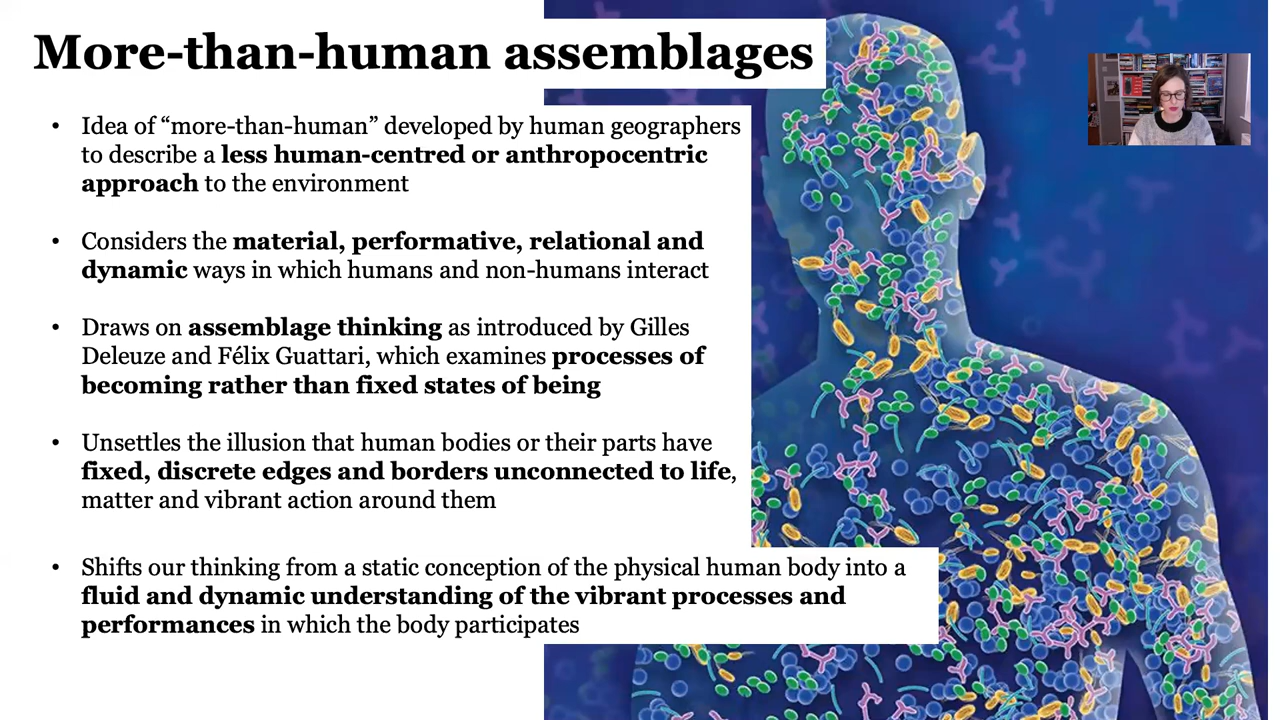 More-than-human assemblages
• Idea of “more-than-human” developed by human geographers
to describe a less human-centred or anthropocentric
approach to the environment
• Considers the material, performative, relational and
dynamic ways in which humans and non-humans interact
• Draws on assemblage thinking as introduced by Gilles
Deleuze and Félix Guattari, which examines processes of
becoming rather than fixed states of being
• Unsettles the illusion that human bodies or their parts have
fixed, discrete edges and borders unconnected to life,
matter and vibrant action around them
• Shifts our thinking from a static conception of the physical human body into a
fluid and dynamic understanding of the vibrant processes and
performances in which the body participates